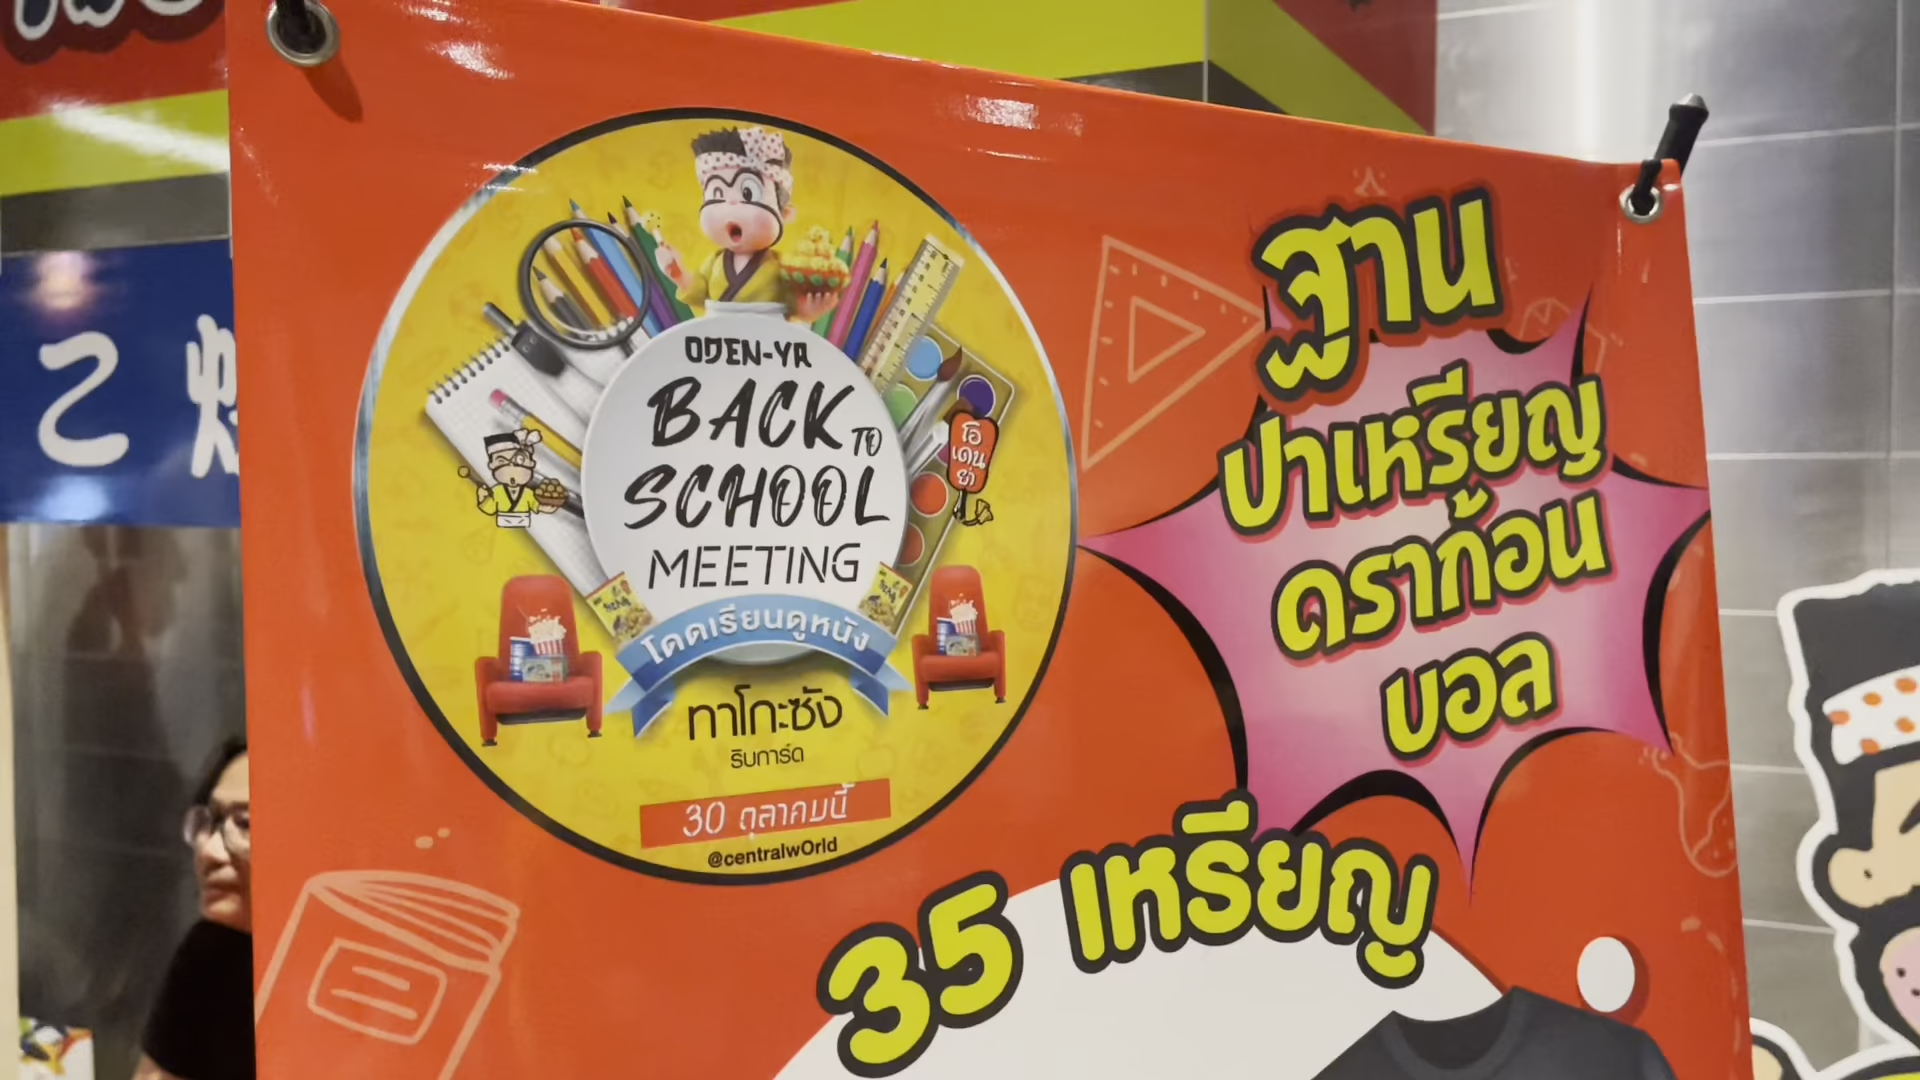 ODEN-YA
BACK TO
SCHOOL
MEETING
โอ
เดน
ย่า
โดดเรียนดูหนัง
ทาโกะซัง
ริบการ์ด
30 ตุลาคมนี้
@centralwOrld
ฐาน
ปาเหรียญ
ดราก้อน
บอล
35 เหรียญ